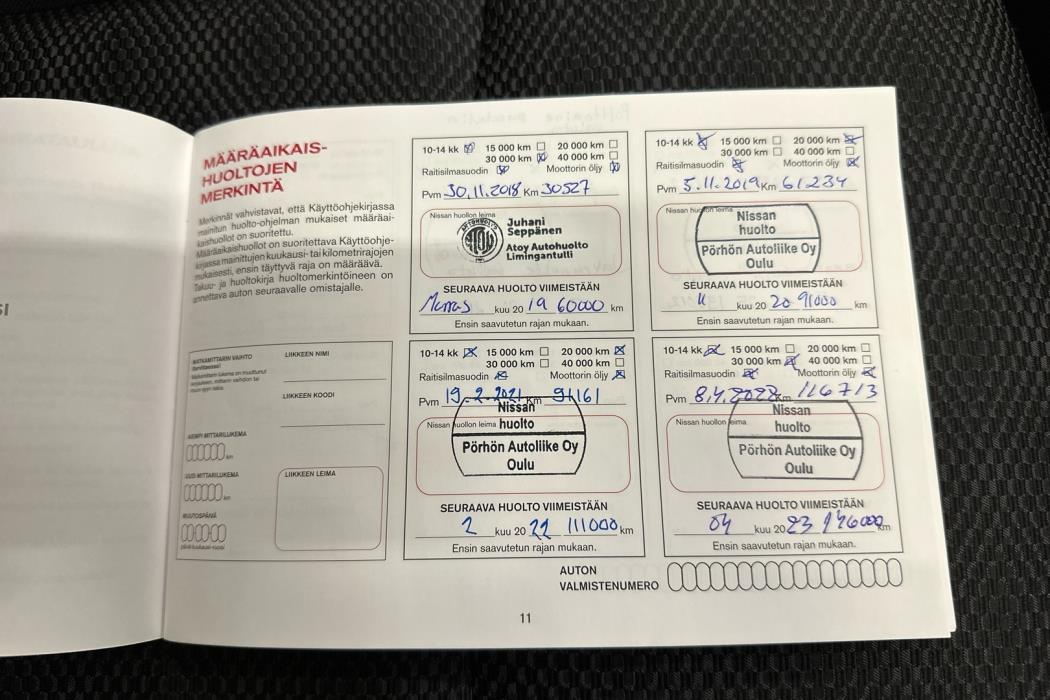 MÄÄRÄAIKAIS-
HUOLTOJEN
MERKINTÄ
Merkinnät vahvistavat, että Käyttöohjekirjassa
mainitun huolto-ohjelman mukaiset määräai-
kaishuollot on suoritettu.
Määräaikaishuollot on suoritettava Käyttöohje-
kirjassa mainittujen kuukausi- tai kilometrirajojen
mukaisesti, ensin täyttyvä raja on määräävä.
Takuu- ja huoltokirja huoltomerkintöineen on
annettava auton seuraavalle omistajalle.
10-14 kk 15 000 km 20 000 km
30 000 km 40 000 km
Raitisilmasuodin Moottorin öljy
Pvm 30.11.2018 Km 30527
Nissan huollon leima
Juhani
Seppänen
Atoy Autohuolto
Limingantulli
SEURAAVA HUOLTO VIIMEISTÄÄN
Marras kuu 20 19 60000 km
Ensin saavutetun rajan mukaan.
10-14 kk 15 000 km 20 000 km
30 000 km 40 000 km
Raitisilmasuodin Moottorin öljy
Pvm 5.11.2019 Km 61234
Nissan huollon leima
Nissan
huolto
Pörhön Autoliike Oy
Oulu
SEURAAVA HUOLTO VIIMEISTÄÄN
11 kuu 20 20 91000 km
Ensin saavutetun rajan mukaan.
MATKAMITTARIN VAIHTO
LIIKKEEN NIMI
LIIKKEEN KOODI
AIEMPI MITTARILUKEMA
km
UUSI MITTARILUKEMA
km
MUUTOSPÄIVÄ
LIIKKEEN LEIMA
10-14 kk 15 000 km 20 000 km
30 000 km 40 000 km
Raitisilmasuodin Moottorin öljy
Pvm 19.2.2021 Km 91161
Nissan huollon leima
Nissan
huolto
Pörhön Autoliike Oy
Oulu
SEURAAVA HUOLTO VIIMEISTÄÄN
2 kuu 20 22 111000 km
Ensin saavutetun rajan mukaan.
10-14 kk 15 000 km 20 000 km
30 000 km 40 000 km
Raitisilmasuodin Moottorin öljy
Pvm 8.4.2022 Km 116713
Nissan huollon leima
Nissan
huolto
Pörhön Autoliike Oy
Oulu
SEURAAVA HUOLTO VIIMEISTÄÄN
04 kuu 20 23 146000 km
Ensin saavutetun rajan mukaan.
AUTON
VALMISTENUMERO
11